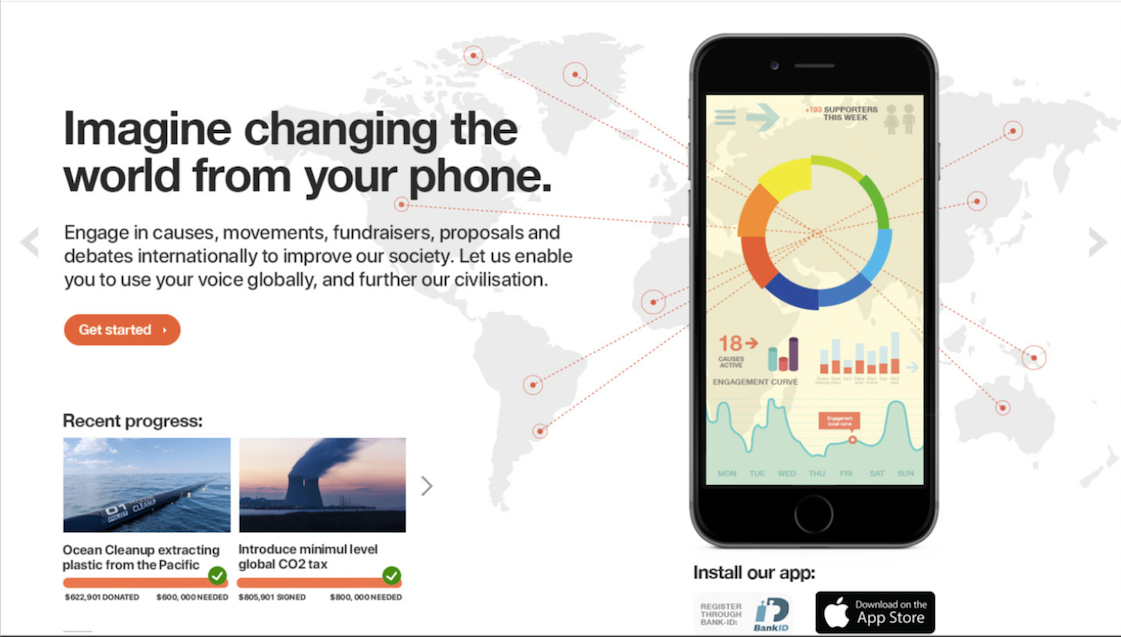 Imagine changing the
world from your phone.
Engage in causes, movements, fundraisers, proposals and
debates internationally to improve our society. Let us enable
you to use your voice globally, and further our civilisation.
Get started
Recent progress:
Ocean Cleanup extracting
plastic from the Pacific
$622,901 DONATED $600, 000 NEEDED
Introduce minimul level
global CO2 tax
$805,901 SIGNED $800, 000 NEEDED
01
CLEANUP
+193 SUPPORTERS
THIS WEEK
18
CAUSES
ACTIVE
ENGAGEMENT CURVE
Engagement
MON TUE WED THU FRI SAT SUN
Install our app:
REGISTER
THROUGH
BANK-ID:
BankID
Download on the
App Store